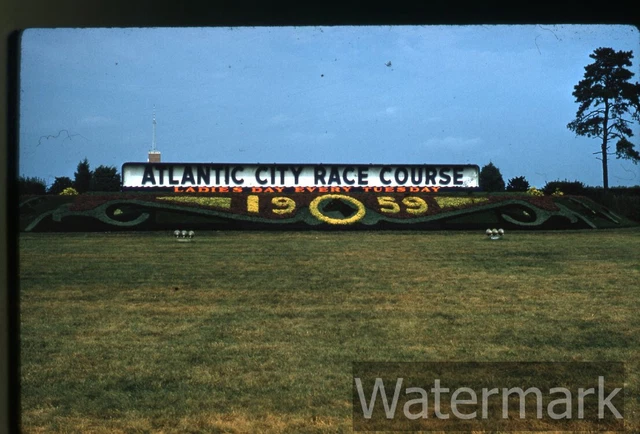 ATLANTIC CITY RACE COURSE
LADIES DAY EVERY TUESDAY
1959
Watermark